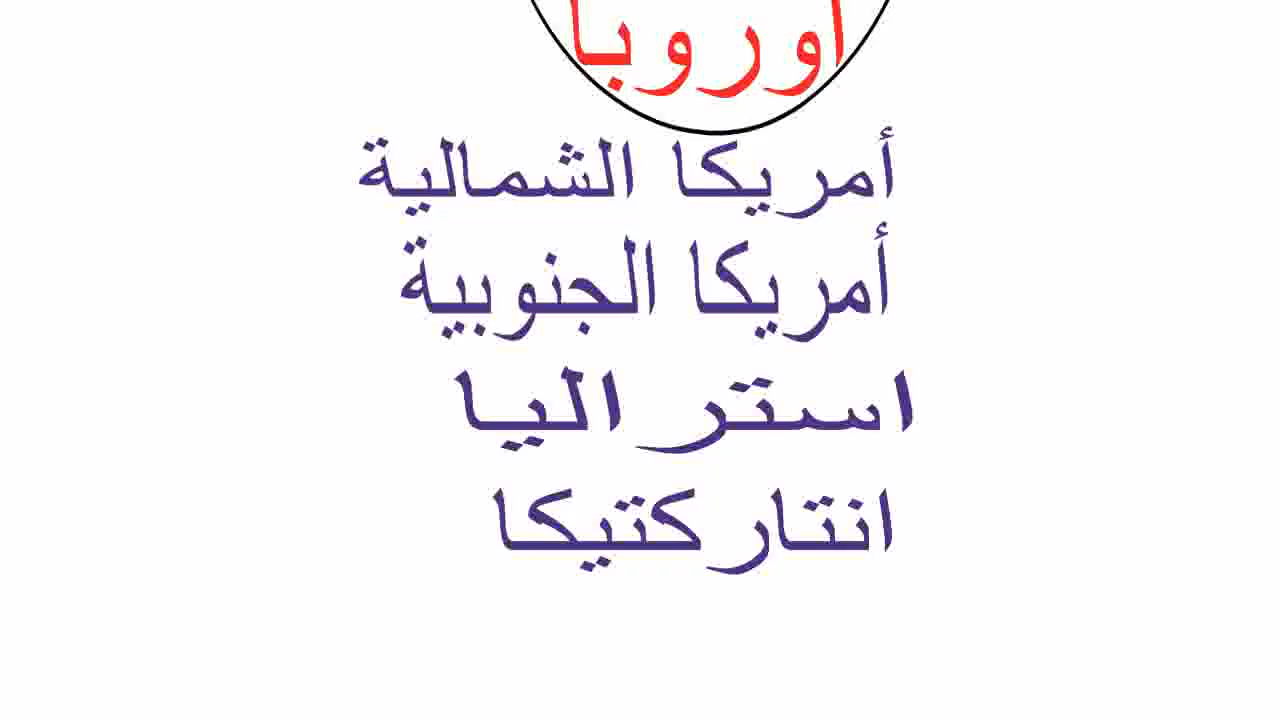 اوروبا
أمريكا الشمالية
أمريكا الجنوبية
استراليا
انتاركتيكا